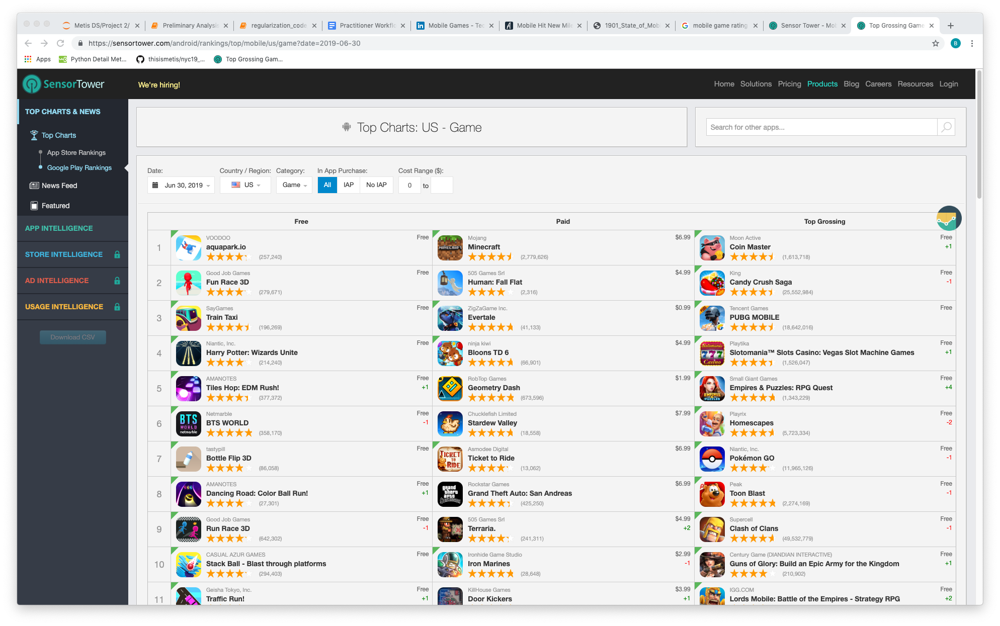 Metis DS/Project 2/
Preliminary Analysis
regularization_code
Practitioner Workflo
Mobile Games - Tec
Mobile Hit New Mile
1901_State_of_Mob
mobile game rating
Sensor Tower - Mob
Top Grossing Game
https://sensortower.com/android/rankings/top/mobile/us/game?date=2019-06-30
B
Apps
Python Detail Met...
thisismetis/nyc19_...
Top Grossing Gam...
SensorTower
We're hiring!
Home
Solutions
Pricing
Products
Blog
Careers
Resources
Login
TOP CHARTS & NEWS
Top Charts
App Store Rankings
Google Play Rankings
News Feed
Featured
APP INTELLIGENCE
STORE INTELLIGENCE
AD INTELLIGENCE
USAGE INTELLIGENCE
Download CSV
Top Charts: US - Game
Search for other apps...
Date:
Jun 30, 2019
Country / Region:
US
Category:
Game
In App Purchase:
All
IAP
No IAP
Cost Range ($):
0
to
Free
Paid
Top Grossing
1
VOODOO
aquapark.io
(257,240)
Free
MINECRAFT
Mojang
Minecraft
(2,779,626)
$6.99
Moon Active
Coin Master
(1,613,718)
Free
+1
2
Good Job Games
Fun Race 3D
(279,671)
Free
505 Games Srl
Human: Fall Flat
(2,316)
$4.99
King
Candy Crush Saga
(25,552,984)
Free
-1
3
SayGames
Train Taxi
(196,269)
Free
ZigZaGame Inc.
Evertale
(41,133)
$0.99
Tencent Games
PUBG MOBILE
(18,642,016)
Free
4
Niantic, Inc.
Harry Potter: Wizards Unite
(214,240)
Free
ninja kiwi
Bloons TD 6
(66,901)
$4.99
Slotomania
777
Casino
Playtika
Slotomania™ Slots Casino: Vegas Slot Machine Games
(1,526,047)
Free
+1
5
AMANOTES
Tiles Hop: EDM Rush!
(377,372)
Free
+1
RobTop Games
Geometry Dash
(673,596)
$1.99
EMPIRES
&
PUZZLES
Small Giant Games
Empires & Puzzles: RPG Quest
(1,343,229)
Free
+4
6
BTS
WORLD
netmarble
Netmarble
BTS WORLD
(358,170)
Free
-1
Chucklefish Limited
Stardew Valley
(18,558)
$7.99
Playrix
Homescapes
(5,723,334)
Free
-2
7
tastypill
Bottle Flip 3D
(86,058)
Free
TICKET
TO
RIDE
Asmodee Digital
Ticket to Ride
(13,062)
$6.99
Niantic, Inc.
Pokémon GO
(11,965,126)
Free
-1
8
AMANOTES
Dancing Road: Color Ball Run!
(27,301)
Free
+1
grand
theft
auto
San Andreas
Rockstar Games
Grand Theft Auto: San Andreas
(425,250)
$6.99
Peak
Toon Blast
(2,274,169)
Free
-1
9
Good Job Games
Run Race 3D
(642,302)
Free
-1
505 Games Srl
Terraria.
(241,311)
$4.99
+2
Supercell
Clash of Clans
(49,532,779)
Free
-1
10
CASUAL AZUR GAMES
Stack Ball - Blast through platforms
(294,403)
Free
Ironhide Game Studio
Iron Marines
(28,648)
$2.99
-1
Century Game (DIANDIAN INTERACTIVE)
Guns of Glory: Build an Epic Army for the Kingdom
(210,902)
Free
+1
11
Geisha Tokyo, Inc.
Traffic Run!
Free
+1
KillHouse Games
Door Kickers
$3.99
+1
IGG.COM
Lords Mobile: Battle of the Empires - Strategy RPG
Free
+2